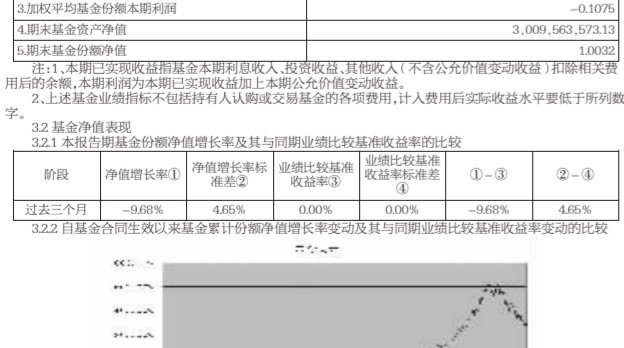 3.加权平均基金份额本期利润 −0.1075
4.期末基金资产净值 3,009,563,573.13
5.期末基金份额净值 1.0032
注:1、本期已实现收益指基金本期利息收入、投资收益、其他收入(不含公允价值变动收益)扣除相关费
用后的余额,本期利润为本期已实现收益加上本期公允价值变动收益。
2、上述基金业绩指标不包括持有人认购或交易基金的各项费用,计入费用后实际收益水平要低于所列数
字。
3.2 基金净值表现
3.2.1 本报告期基金份额净值增长率及其与同期业绩比较基准收益率的比较
阶段 净值增长率① 净值增长率标准差② 业绩比较基准收益率③ 业绩比较基准收益率标准差④ ①−③ ②−④
过去三个月 −9.68% 4.65% 0.00% 0.00% −9.68% 4.65%
3.2.2 自基金合同生效以来基金累计份额净值增长率变动及其与同期业绩比较基准收益率变动的比较